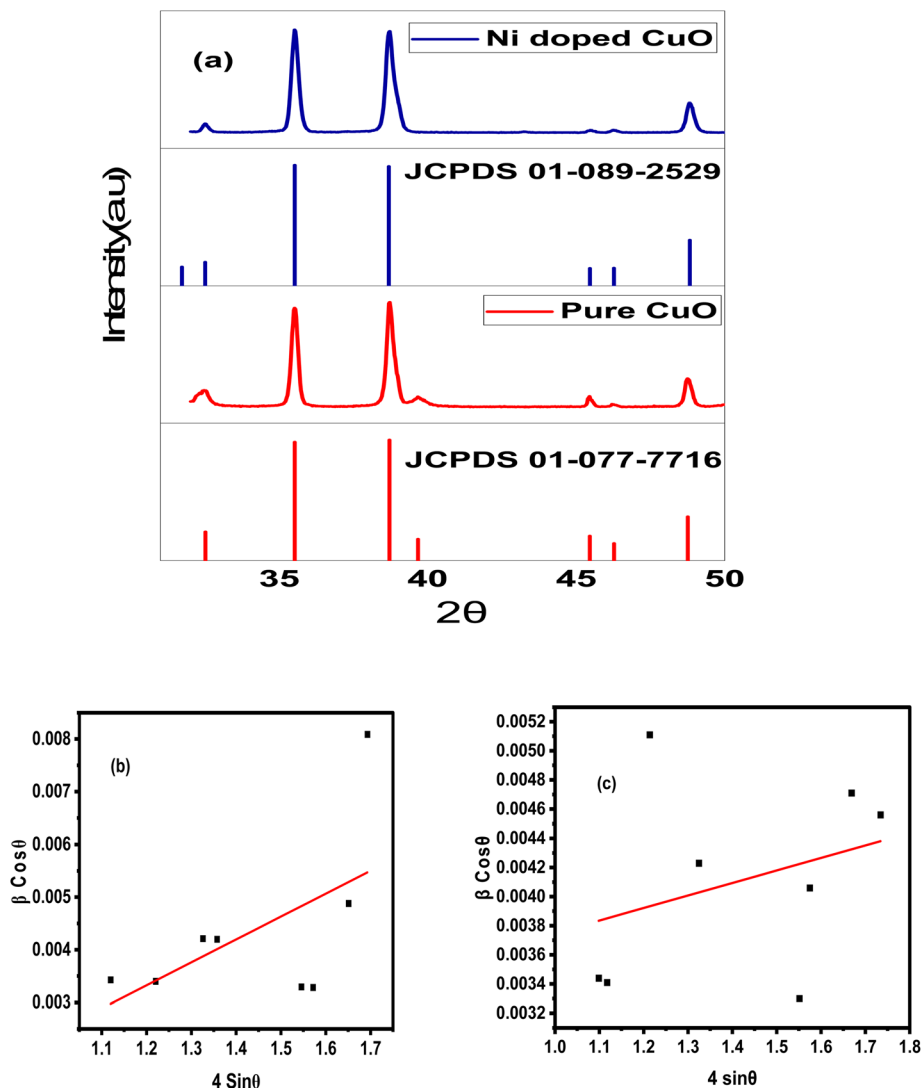 (a)
Ni doped CuO
JCPDS 01-089-2529
Pure CuO
JCPDS 01-077-7716
Intensity(a.u)
35 40 45 50
2θ
(b)
0.008
0.007
0.006
0.005
0.004
0.003
β Cosθ
1.1 1.2 1.3 1.4 1.5 1.6 1.7
4 Sinθ
(c)
0.0052
0.0050
0.0048
0.0046
0.0044
0.0042
0.0040
0.0038
0.0036
0.0034
0.0032
β Cosθ
1.0 1.1 1.2 1.3 1.4 1.5 1.6 1.7 1.8
4 sinθ